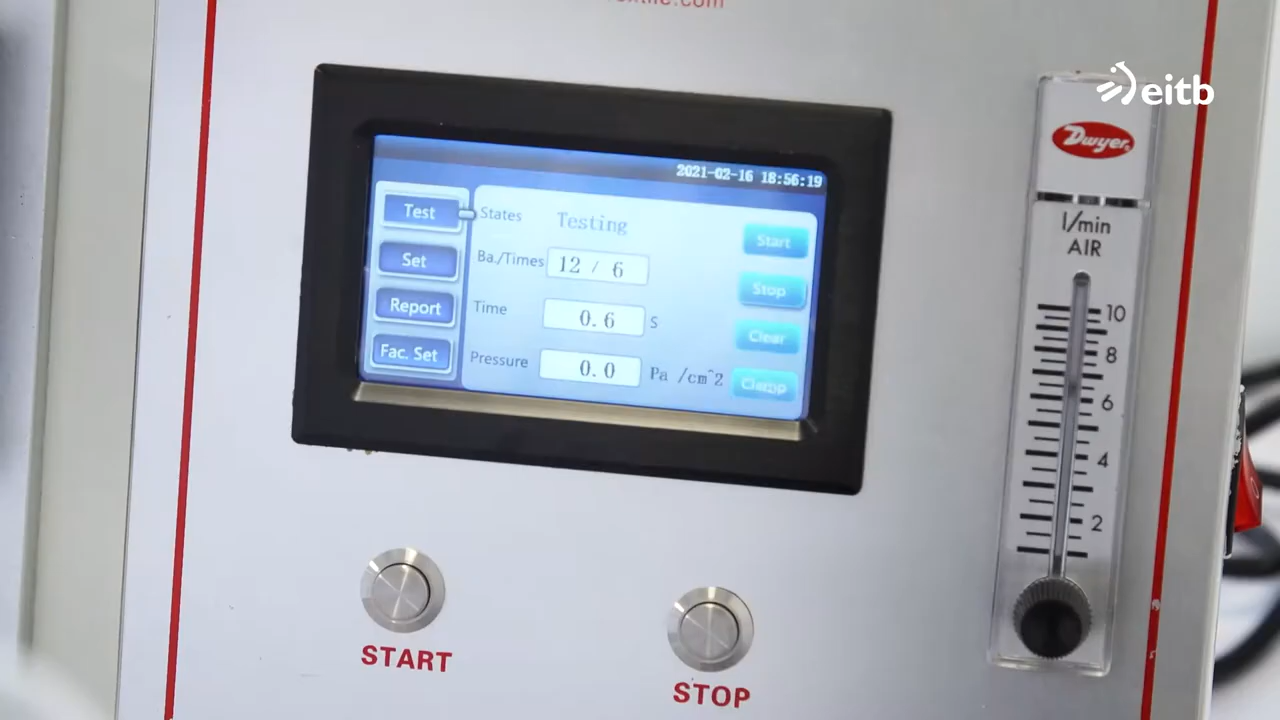 eitb
Dwyer
2021-02-16 18:56:19
Test
States
Testing
Start
Set
Ba./Times
12 / 6
Stop
Report
Time
0.6
S
Clear
Fac. Set
Pressure
0.0
Pa /cm^2
Clamp
l/min
AIR
10
8
6
4
2
START
STOP